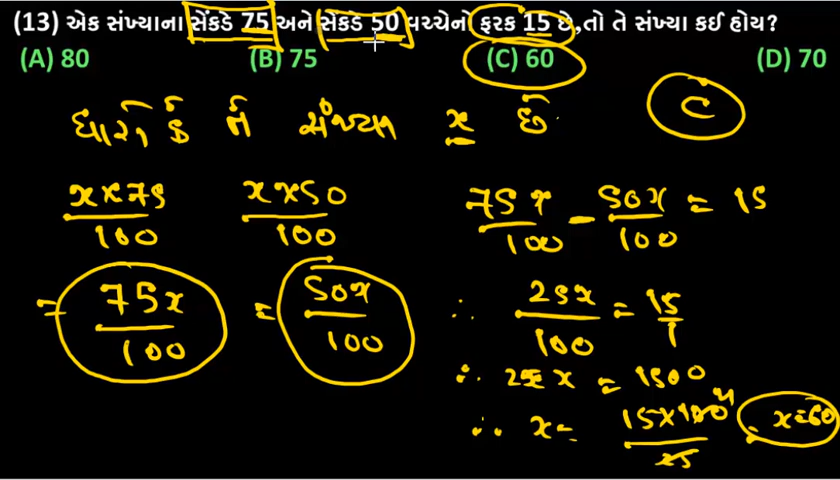 (13) એક સંખ્યાના સેંકડે 75 અને સેંકડે 50 વચ્ચેનો ફરક 15 છે,તો તે સંખ્યા કઈ હોય?
(A) 80 (B) 75 (C) 60 (D) 70
ધારો કે તે સંખ્યા x છે. C
x×75/100 x×50/100 75x/100 - 50x/100 = 15
= 75x/100 = 50x/100 ∴ 25x/100 = 15/1
∴ 25x = 1500
∴ x = 15×100/25 = x=60